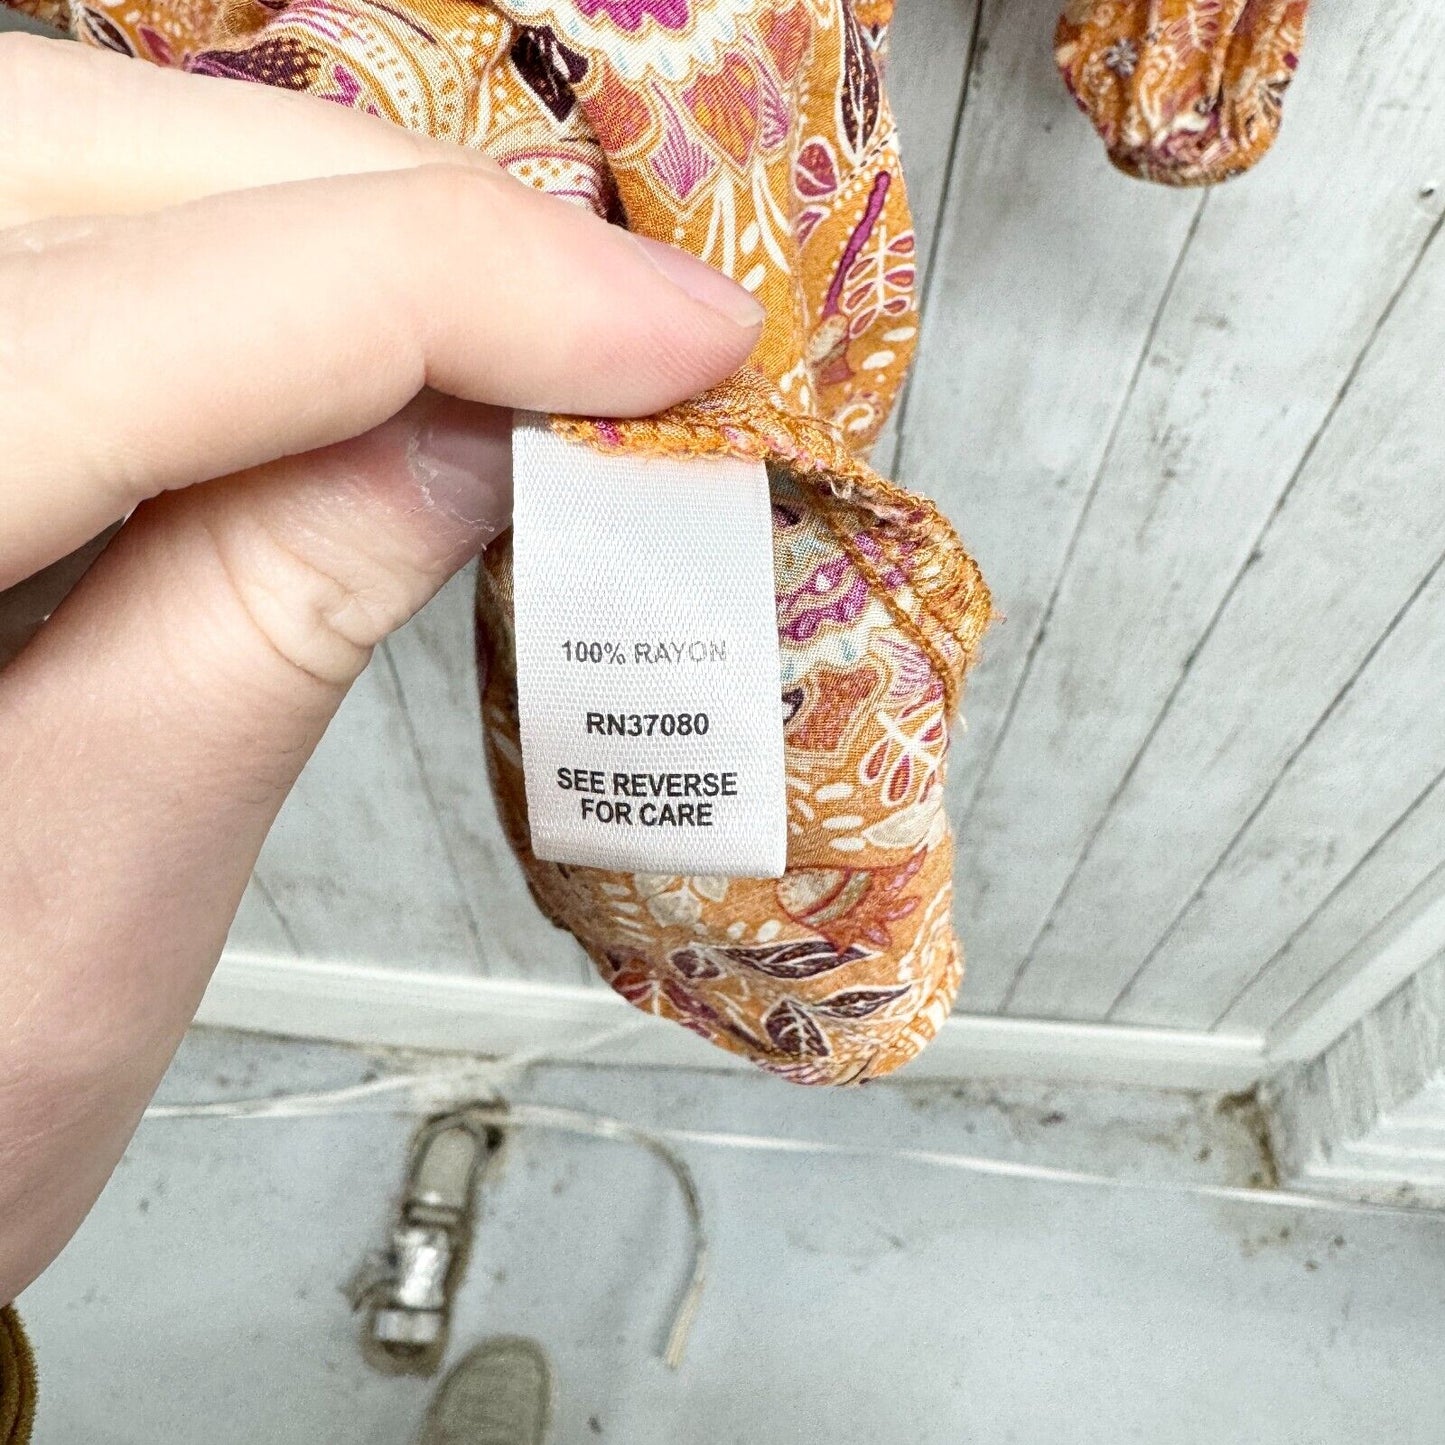 100% RAYON
RN37080
SEE REVERSE
FOR CARE